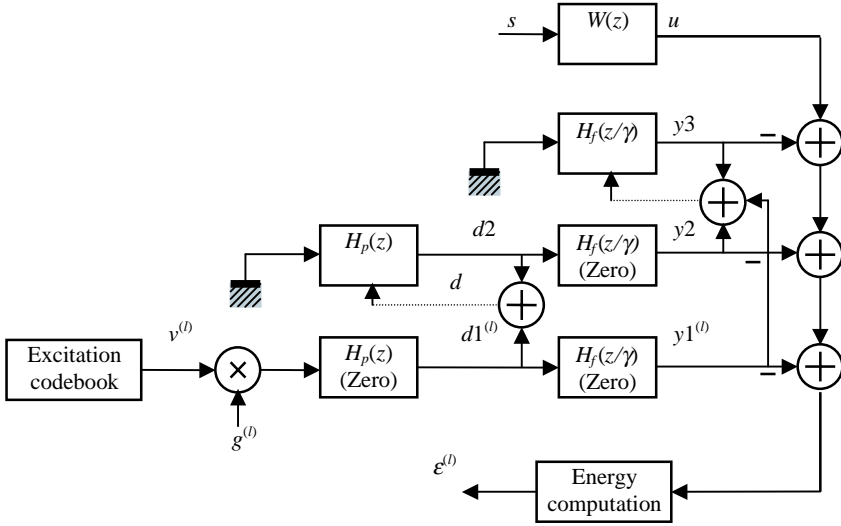 s
W(z)
u
H_f(z/γ)
y3
–
H_p(z)
d2
H_f(z/γ)
(Zero)
y2
–
d
v^(l)
d1^(l)
y1^(l)
Excitation
codebook
×
H_p(z)
(Zero)
H_f(z/γ)
(Zero)
–
g^(l)
ε^(l)
Energy
computation